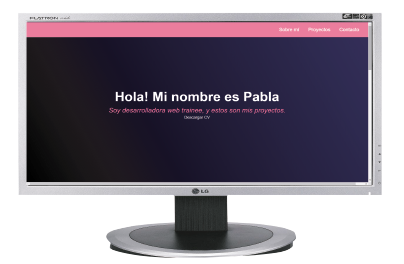 FLATRON
Sobre mi Proyectos Contacto
Hola! Mi nombre es Pabla
Soy desarrolladora web trainee, y estos son mis proyectos.
Descargar CV
LG